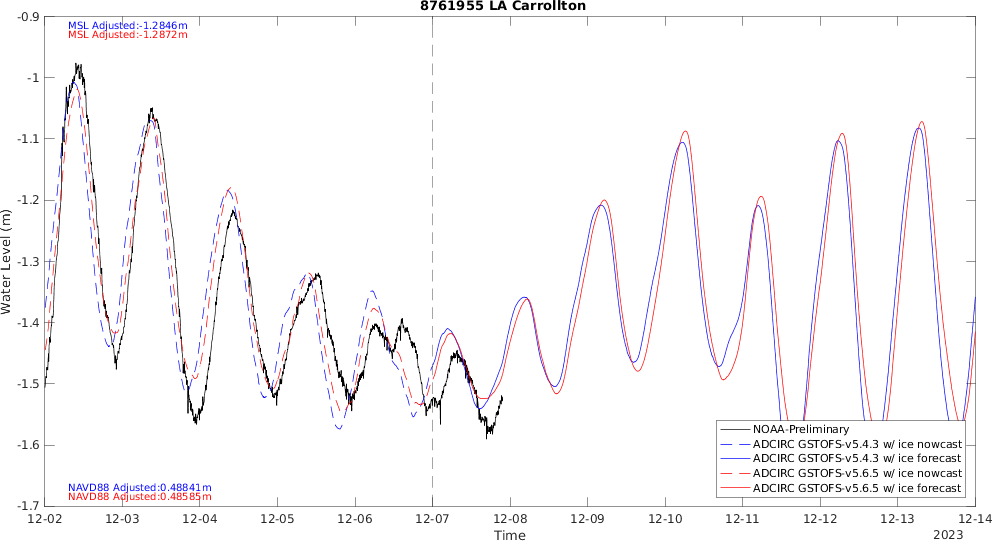 8761955 LA Carrollton
-0.9
MSL Adjusted:-1.2846m
MSL Adjusted:-1.2872m
-1
-1.1
-1.2
-1.3
-1.4
-1.5
-1.6
-1.7
Water Level (m)
NOAA-Preliminary
ADCIRC GSTOFS-v5.4.3 w/ ice nowcast
ADCIRC GSTOFS-v5.4.3 w/ ice forecast
ADCIRC GSTOFS-v5.6.5 w/ ice nowcast
ADCIRC GSTOFS-v5.6.5 w/ ice forecast
NAVD88 Adjusted:0.48841m
NAVD88 Adjusted:0.48585m
12-02 12-03 12-04 12-05 12-06 12-07 12-08 12-09 12-10 12-11 12-12 12-13 12-14
Time
2023